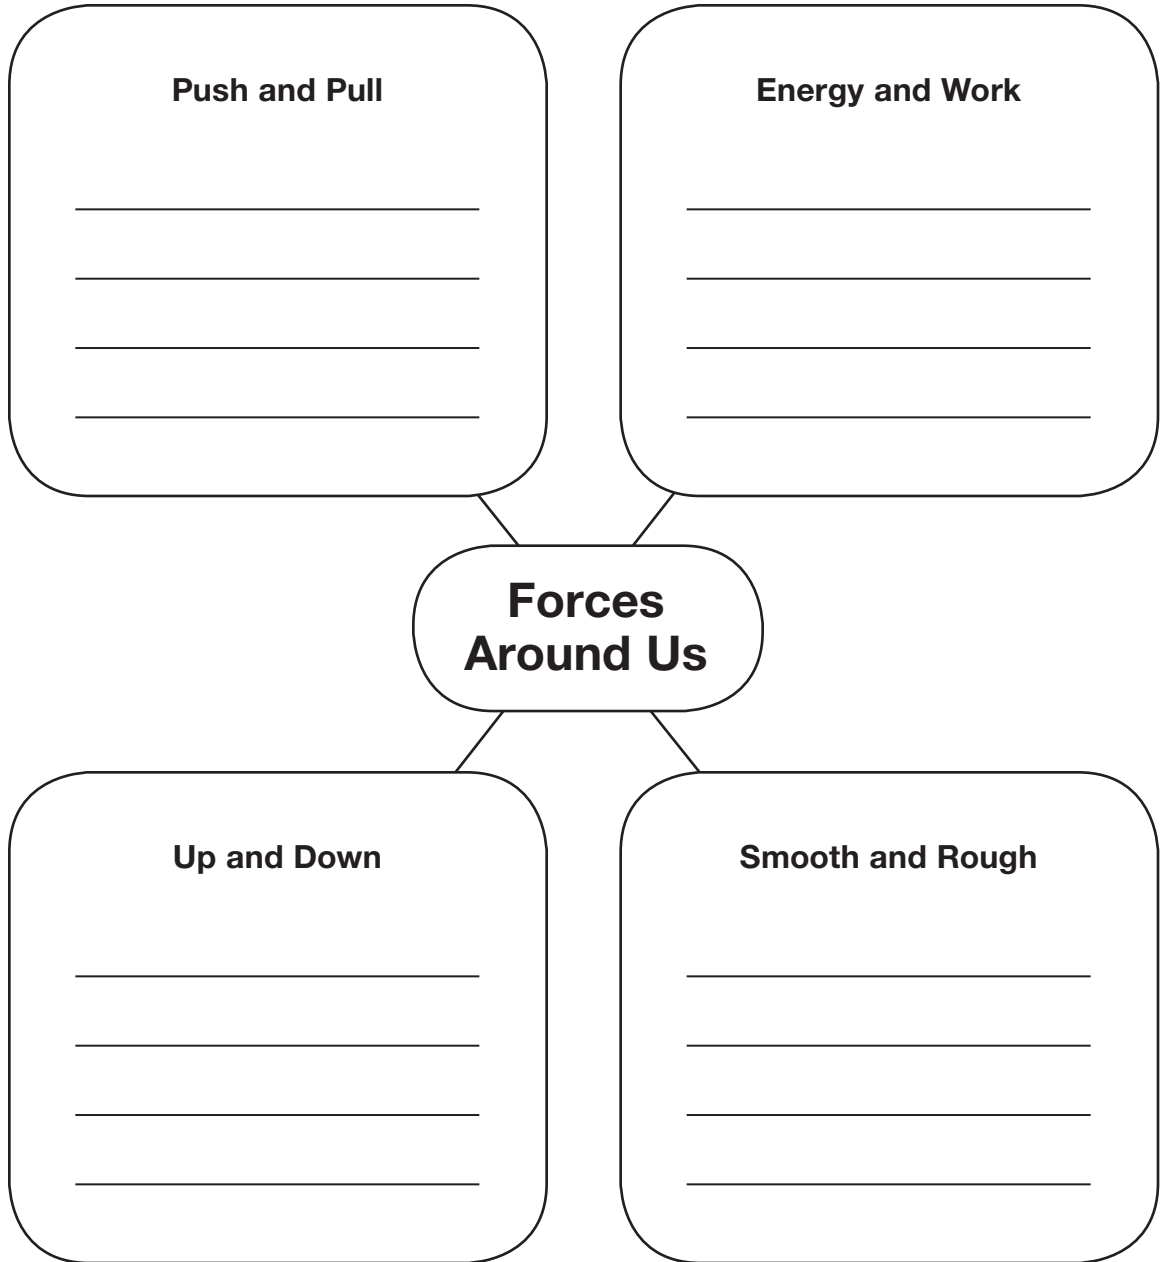 Push and Pull
Energy and Work
Forces
Around Us
Up and Down
Smooth and Rough